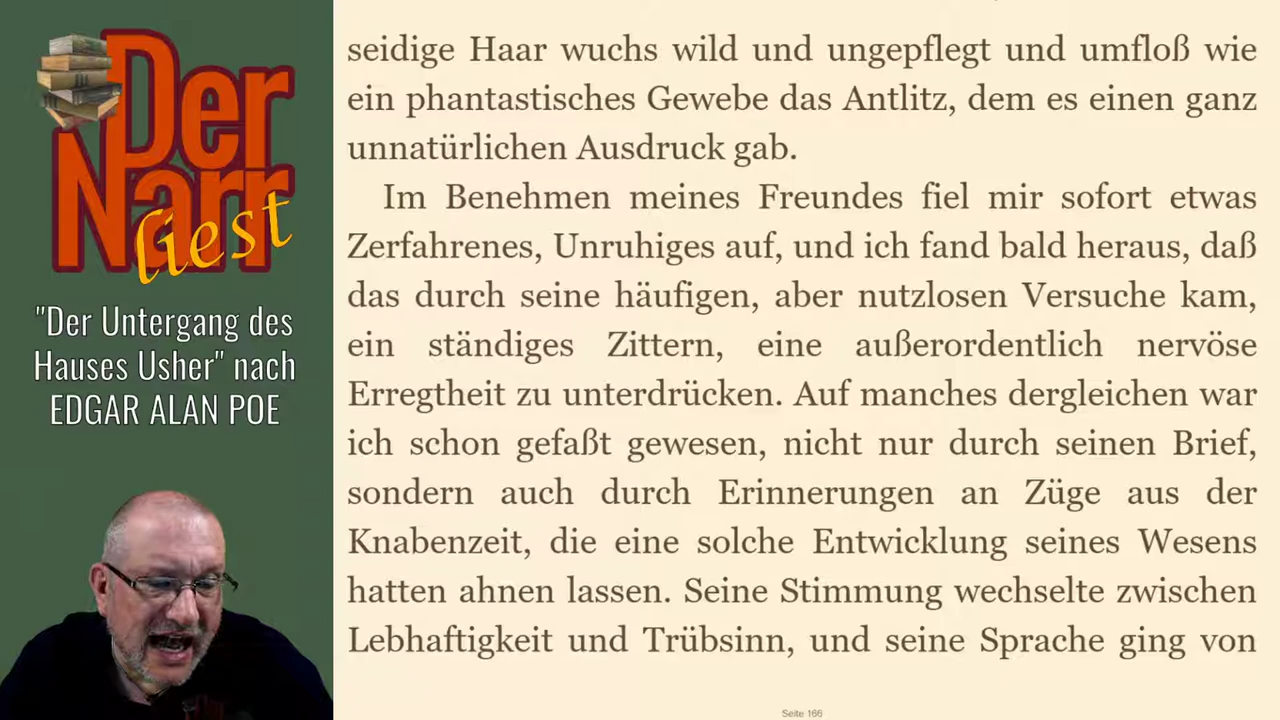 Der
Narr
liest
"Der Untergang des
Hauses Usher" nach
EDGAR ALAN POE
seidige Haar wuchs wild und ungepflegt und umfloß wie
ein phantastisches Gewebe das Antlitz, dem es einen ganz
unnatürlichen Ausdruck gab.
Im Benehmen meines Freundes fiel mir sofort etwas
Zerfahrenes, Unruhiges auf, und ich fand bald heraus, daß
das durch seine häufigen, aber nutzlosen Versuche kam,
ein ständiges Zittern, eine außerordentlich nervöse
Erregtheit zu unterdrücken. Auf manches dergleichen war
ich schon gefaßt gewesen, nicht nur durch seinen Brief,
sondern auch durch Erinnerungen an Züge aus der
Knabenzeit, die eine solche Entwicklung seines Wesens
hatten ahnen lassen. Seine Stimmung wechselte zwischen
Lebhaftigkeit und Trübsinn, und seine Sprache ging von
Seite 166